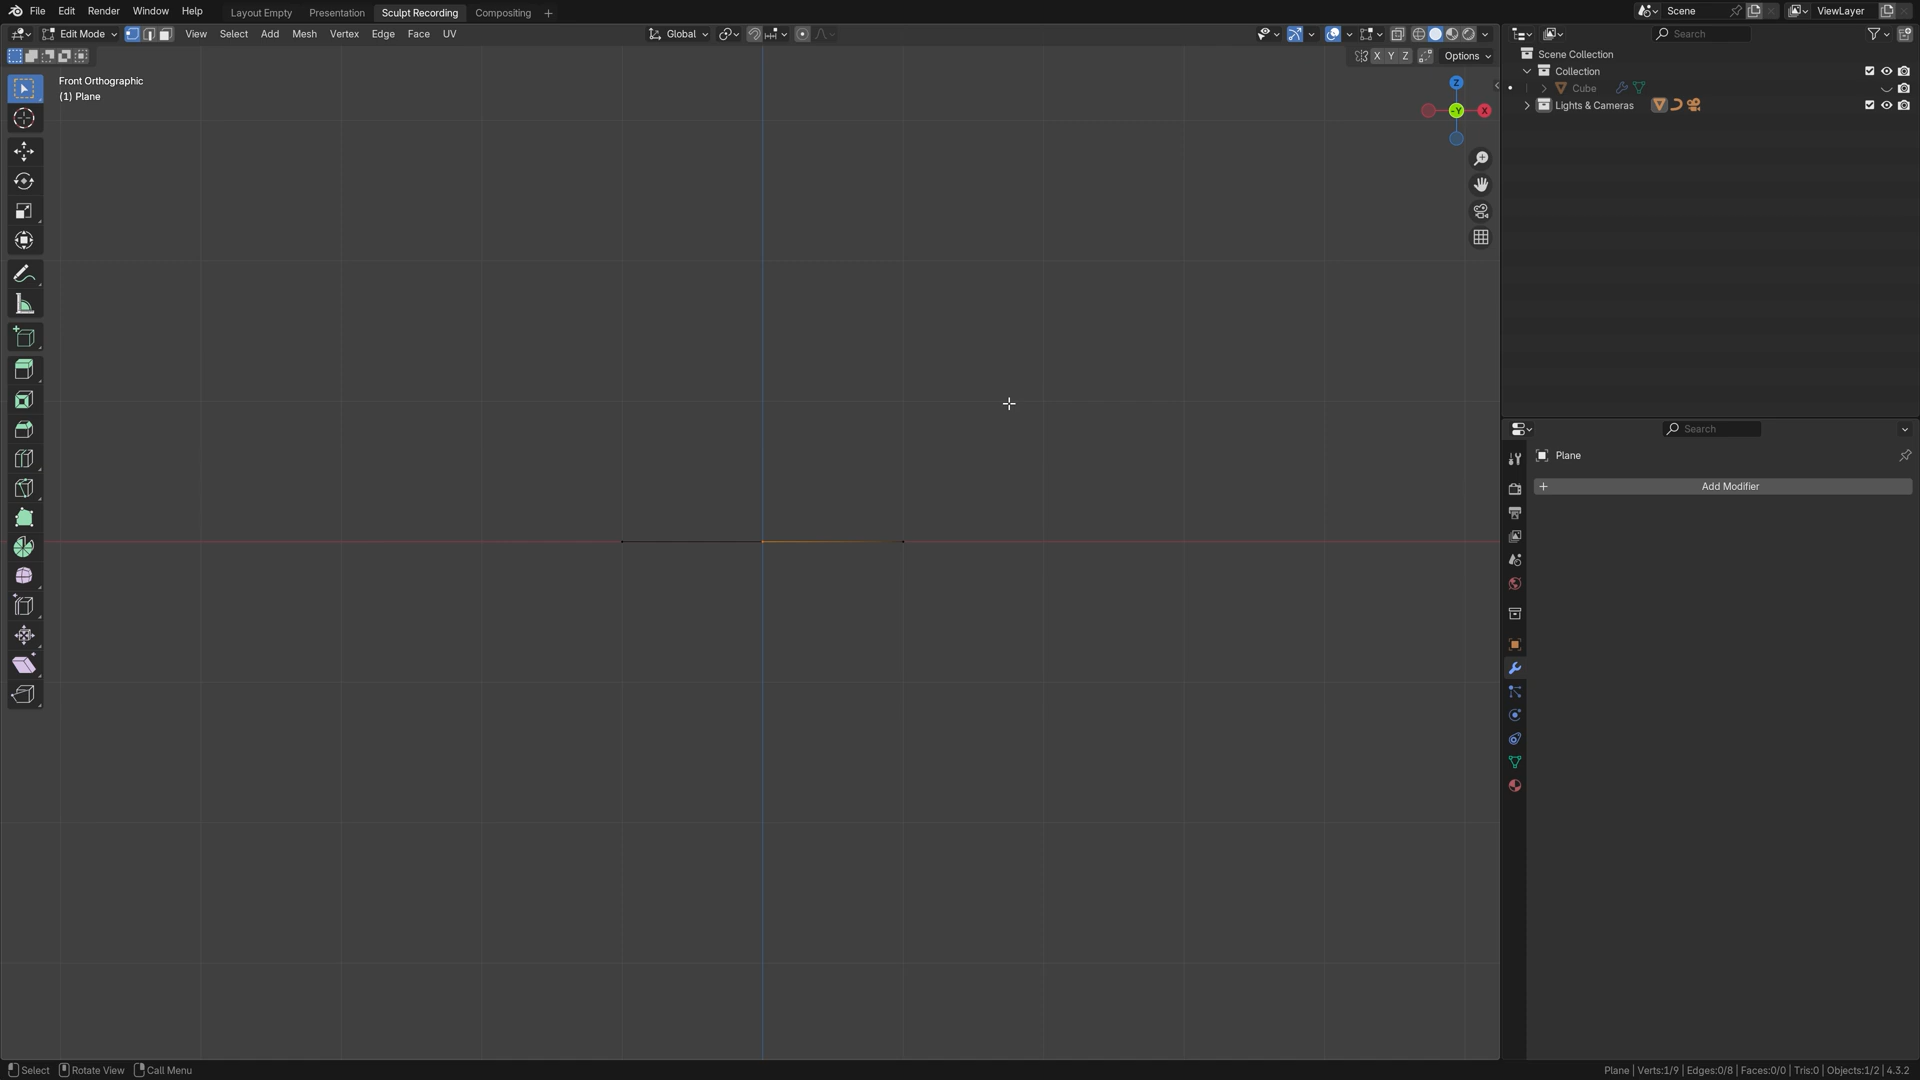 File Edit Render Window Help Layout Empty Presentation Sculpt Recording Compositing + Scene ViewLayer
Edit Mode View Select Add Mesh Vertex Edge Face UV Global Search
X Y Z Options
Front Orthographic
(1) Plane
Z
-Y X
Scene Collection
Collection
Cube
Lights & Cameras
Search
Plane
+ Add Modifier
Select Rotate View Call Menu Plane | Verts:1/9 | Edges:0/8 | Faces:0/0 | Tris:0 | Objects:1/2 | 4.3.2